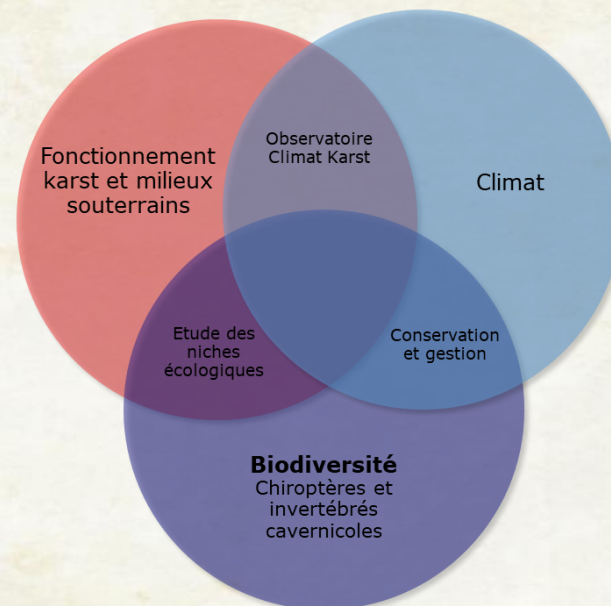 Fonctionnement
karst et milieux
souterrains
Observatoire
Climat Karst
Climat
Etude des
niches
écologiques
Conservation
et gestion
Biodiversité
Chiroptères et
invertébrés
cavernicoles